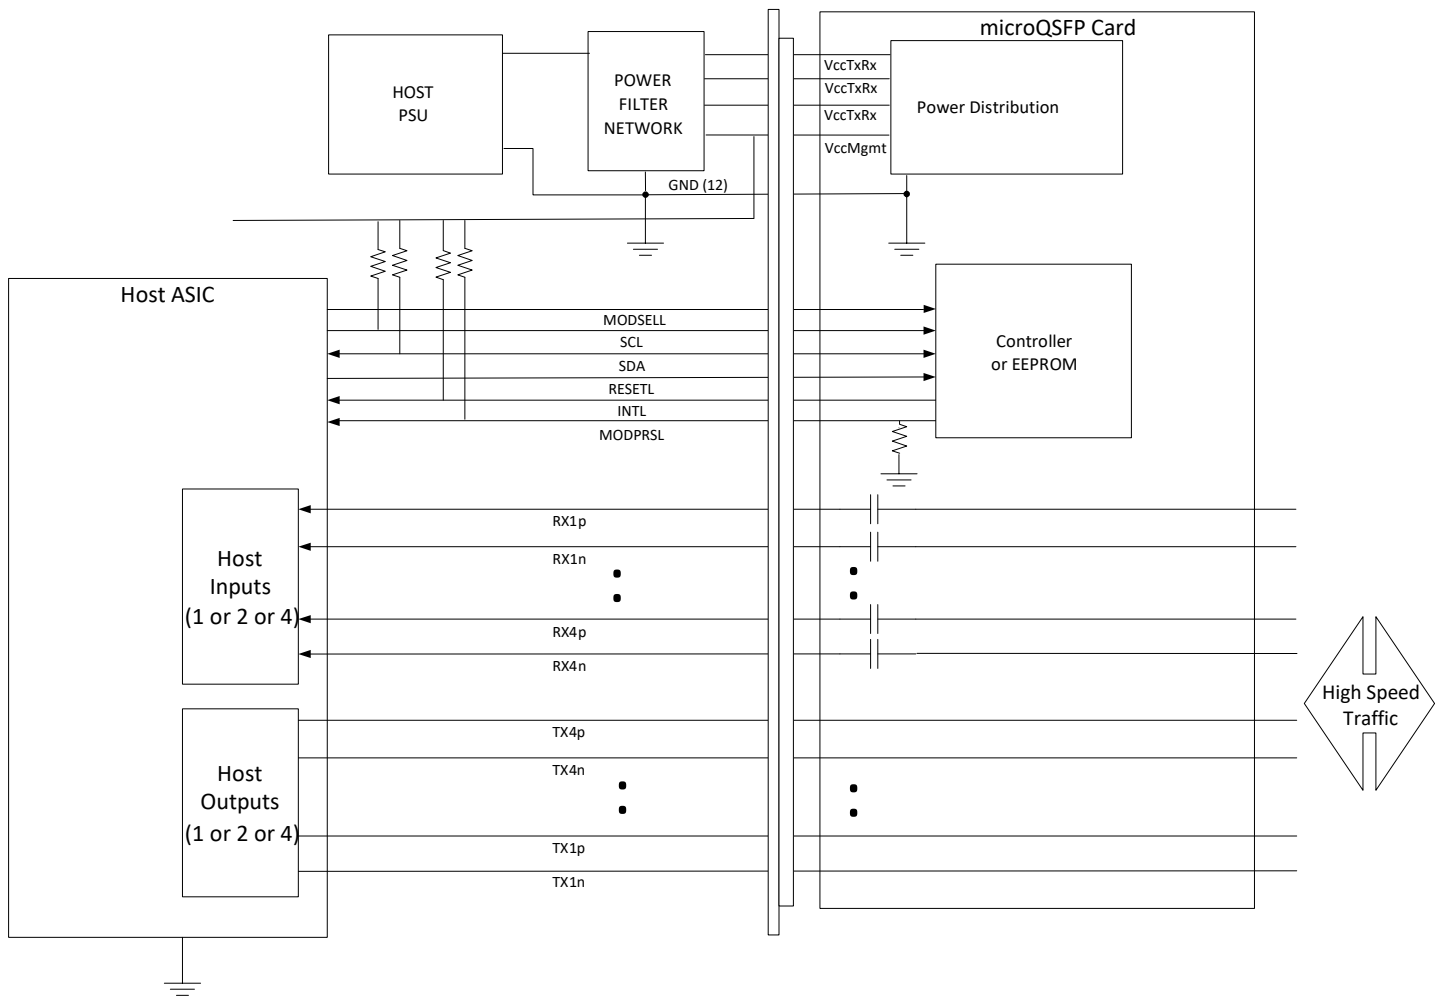 microQSFP Card
HOST
PSU
POWER
FILTER
NETWORK
VccTxRx
VccTxRx
VccTxRx
VccMgmt
Power Distribution
GND (12)
Host ASIC
MODSELL
SCL
SDA
RESETL
INTL
MODPRSL
Controller
or EEPROM
Host
Inputs
(1 or 2 or 4)
RX1p
RX1n
RX4p
RX4n
Host
Outputs
(1 or 2 or 4)
TX4p
TX4n
TX1p
TX1n
High Speed
Traffic